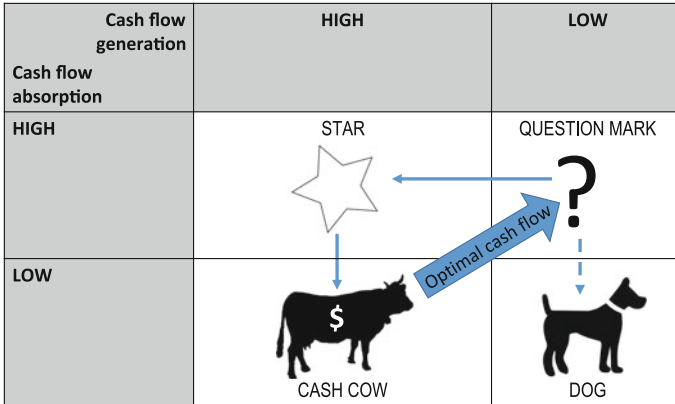 Cash flow
generation
HIGH
LOW
Cash flow
absorption
HIGH
STAR
QUESTION MARK
?
Optimal cash flow
LOW
$
CASH COW
DOG